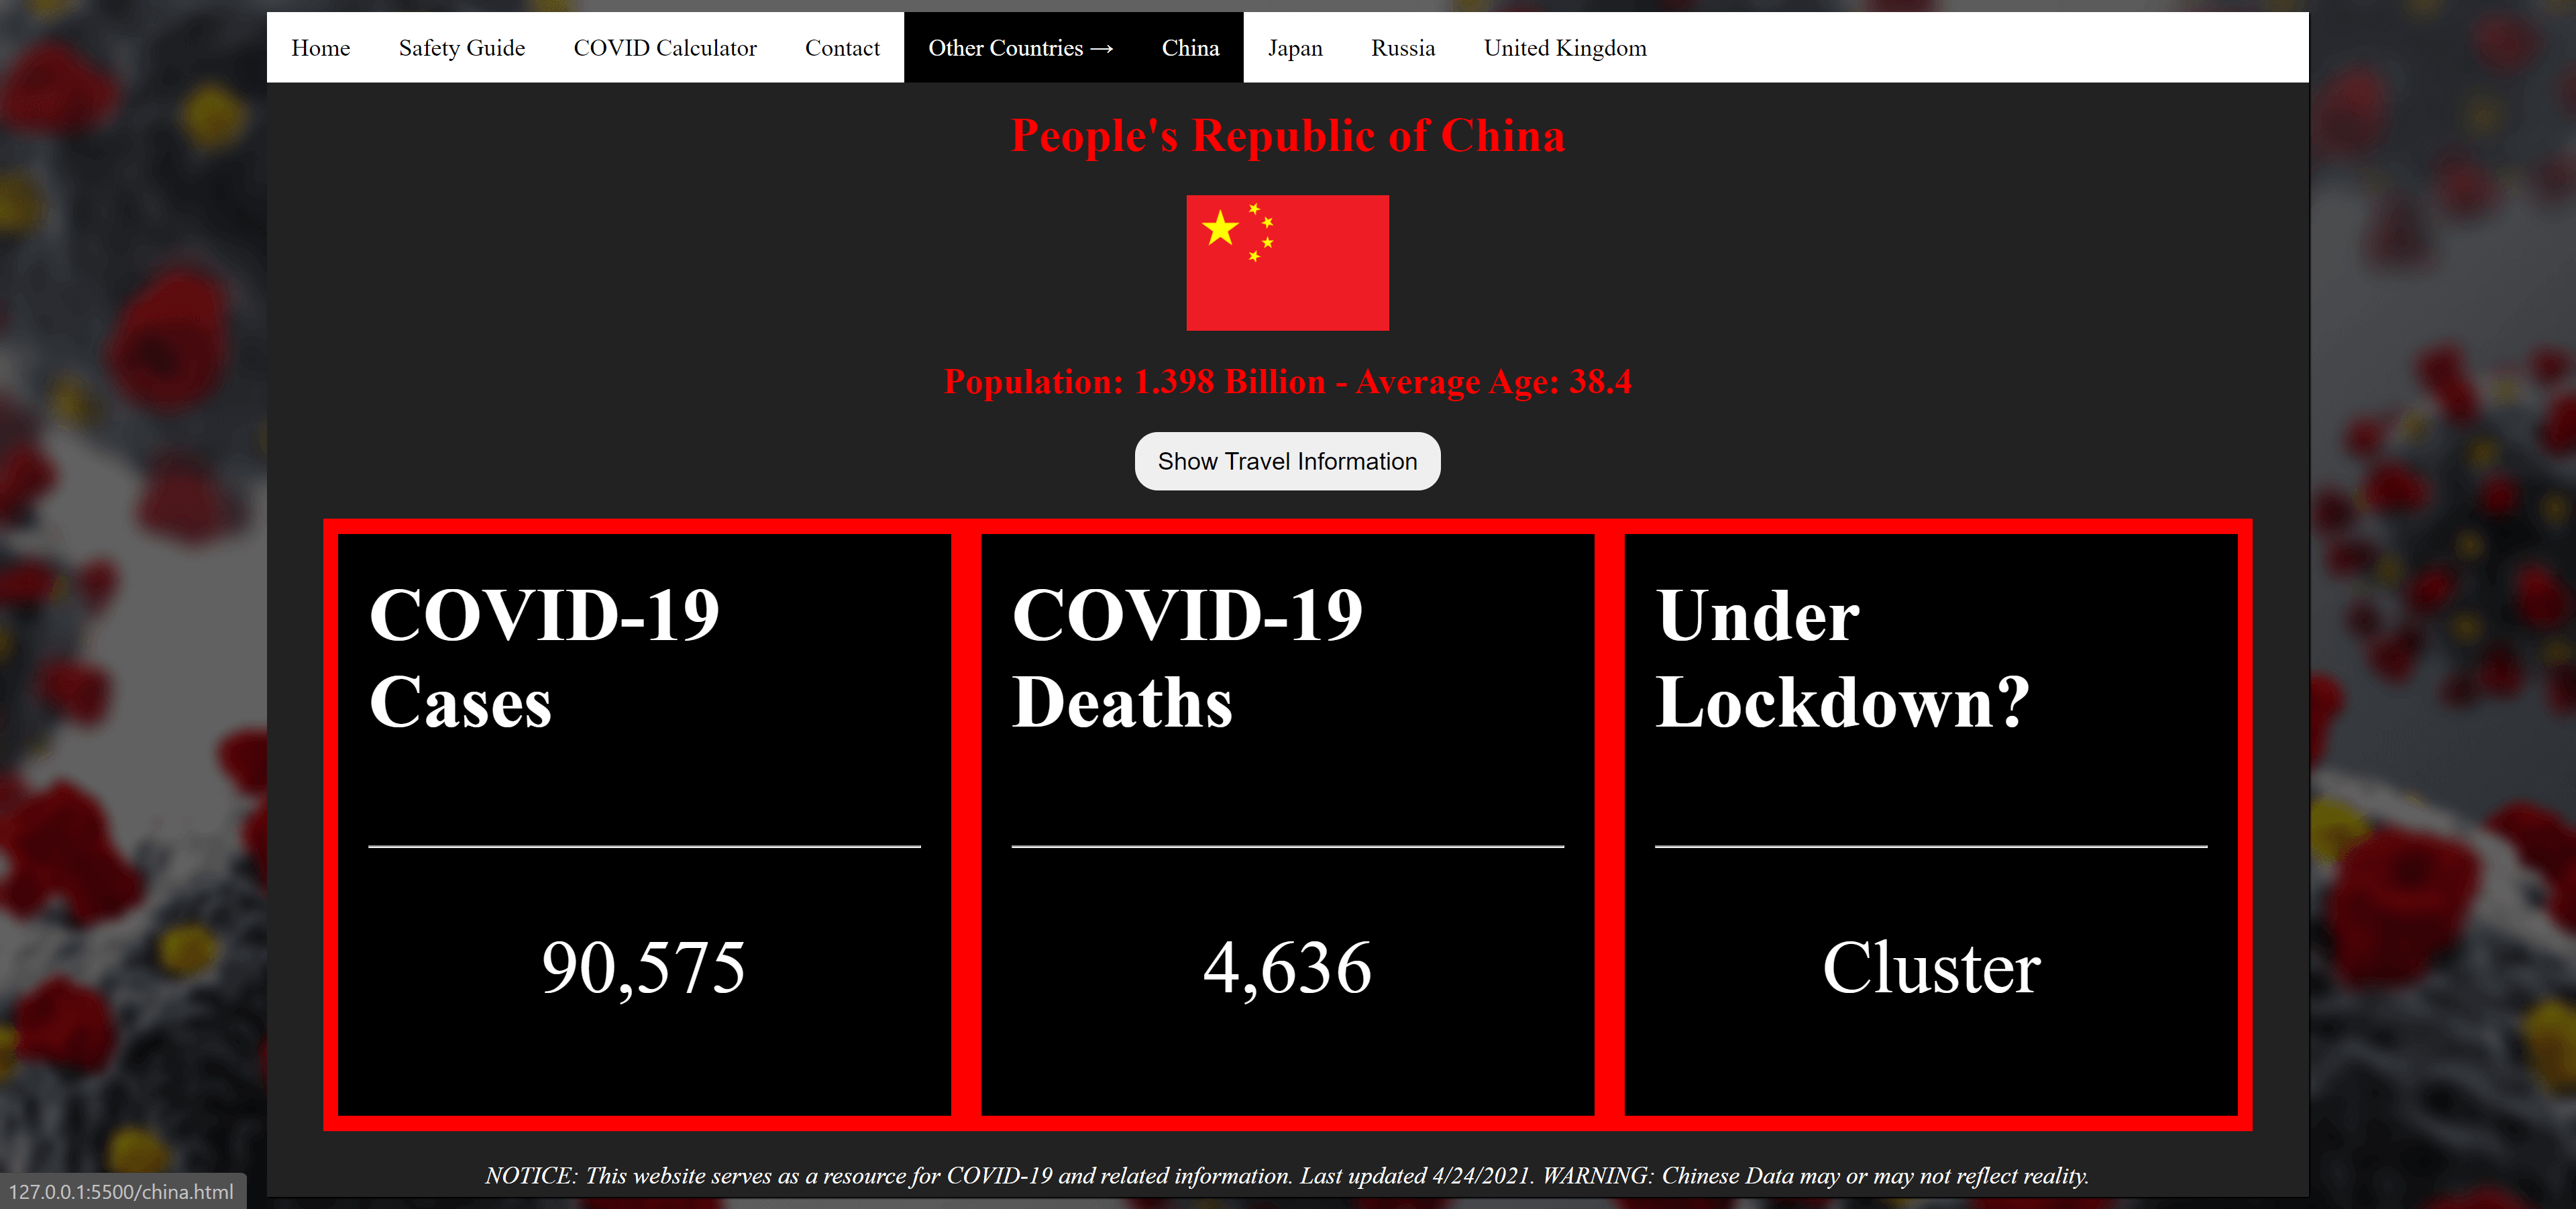 Home Safety Guide COVID Calculator Contact Other Countries → China Japan Russia United Kingdom
People's Republic of China
Population: 1.398 Billion - Average Age: 38.4
Show Travel Information
COVID-19
Cases
90,575
COVID-19
Deaths
4,636
Under
Lockdown?
Cluster
NOTICE: This website serves as a resource for COVID-19 and related information. Last updated 4/24/2021. WARNING: Chinese Data may or may not reflect reality.
127.0.0.1:5500/china.html